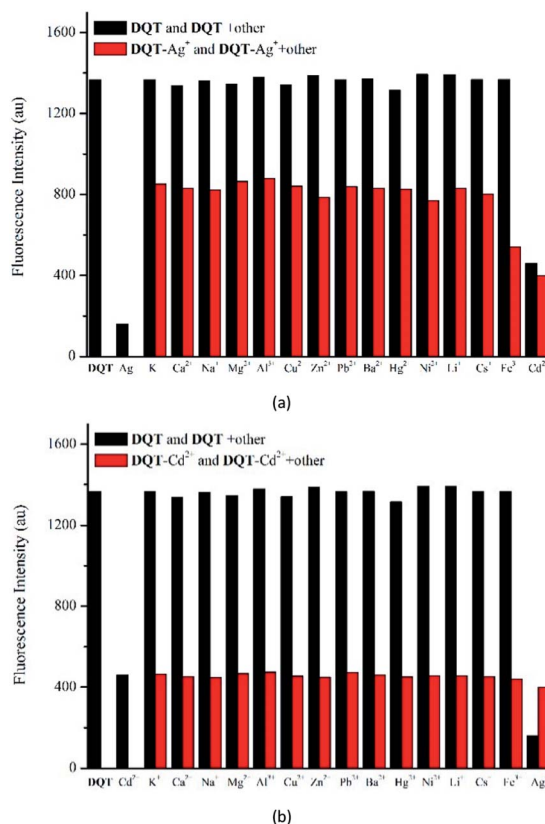 1600
DQT and DQT +other
DQT-Ag⁺ and DQT-Ag⁺+other
1200
800
400
0
Fluorescence Intensity (au)
DQT Ag K Ca²⁺ Na⁺ Mg²⁺ Al³⁺ Cu² Zn²⁺ Pb²⁺ Ba²⁺ Hg² Ni²⁺ Li⁺ Cs⁺ Fe³ Cd²
(a)
1600
DQT and DQT +other
DQT-Cd²⁺ and DQT-Cd²⁺+other
1200
800
400
0
Fluorescence Intensity (au)
DQT Cd²⁺ K⁺ Ca²⁺ Na⁺ Mg²⁺ Al³⁺ Cu²⁺ Zn²⁺ Pb²⁺ Ba²⁺ Hg²⁺ Ni²⁺ Li⁺ Cs⁺ Fe³⁺ Ag
(b)